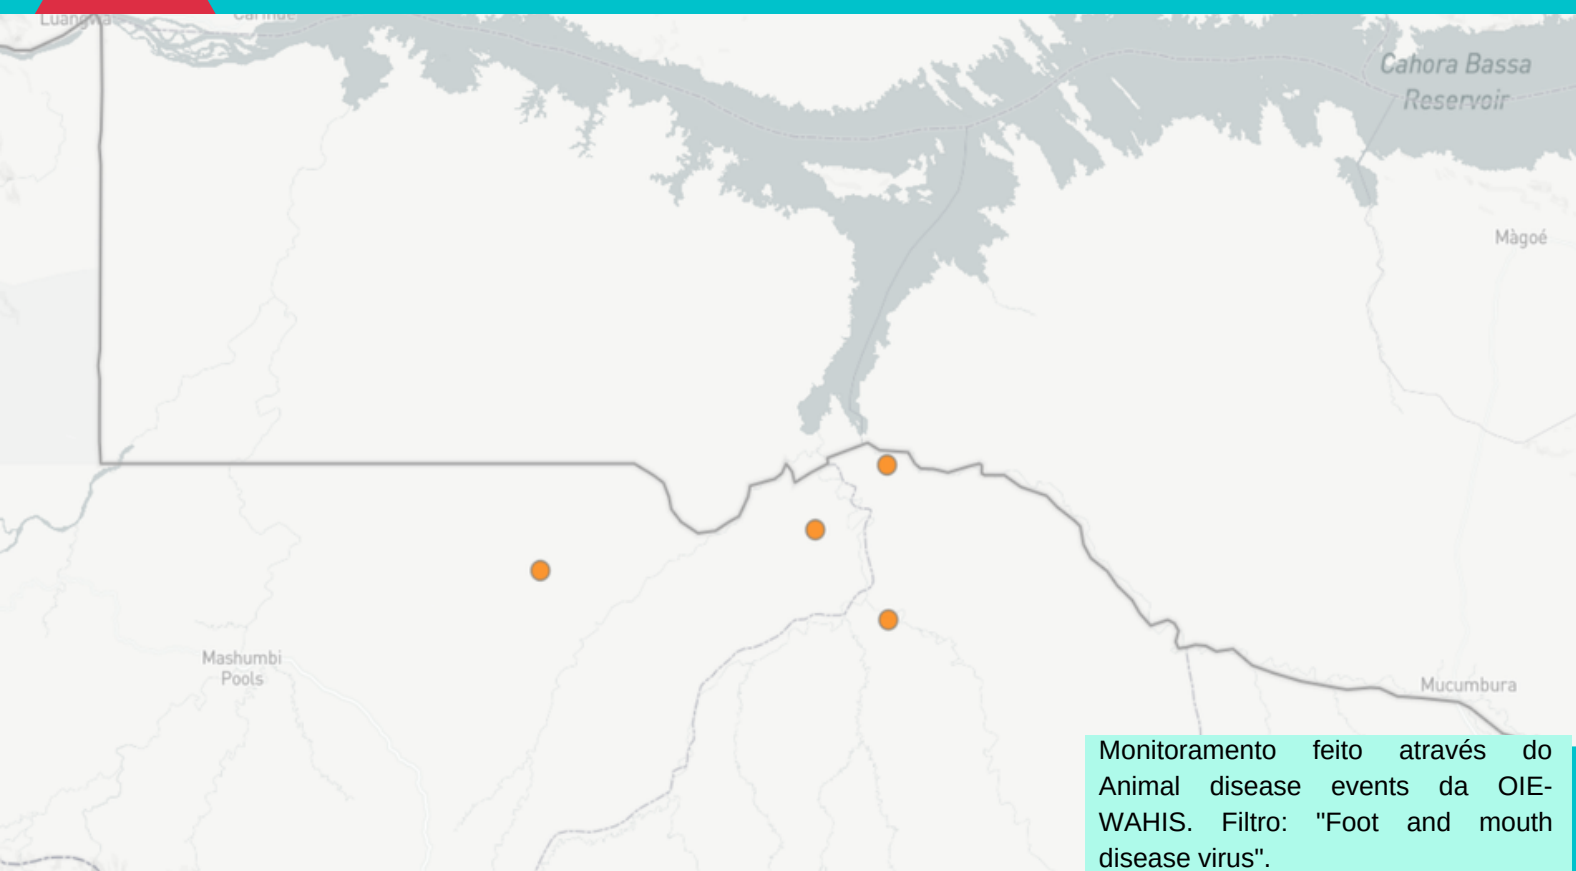 Cahora Bassa
Reservoir
Màgoé
Mashumbi
Pools
Mucumbura
Monitoramento feito através do
Animal disease events da OIE-
WAHIS. Filtro: "Foot and mouth
disease virus".